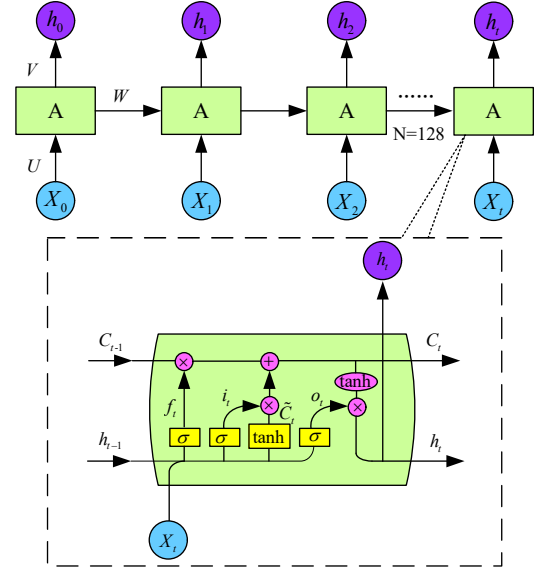 h₀ h₁ h₂ hₜ
V
A W A A …… A
N=128
U
X₀ X₁ X₂ Xₜ
hₜ
Cₜ₋₁ × + Cₜ
tanh
fₜ iₜ × C̃ₜ oₜ ×
hₜ₋₁ σ σ tanh σ hₜ
Xₜ